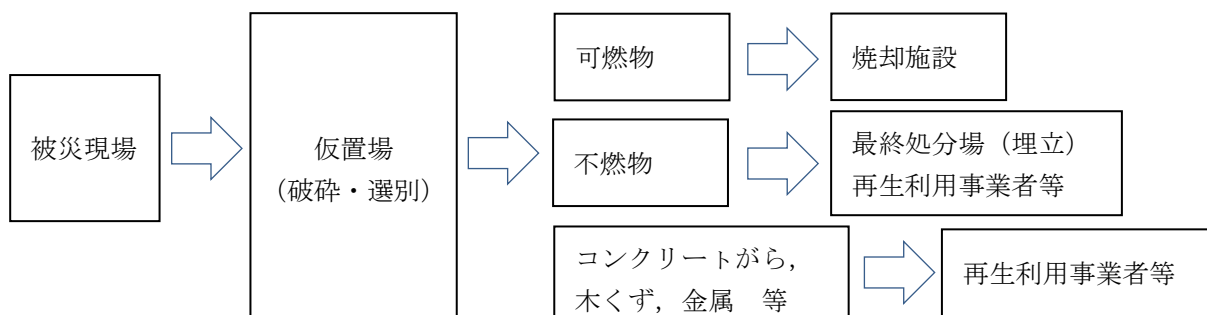 被災現場
仮置場
（破砕・選別）
可燃物
焼却施設
不燃物
最終処分場（埋立）
再生利用事業者等
コンクリートがら，
木くず，金属　等
再生利用事業者等